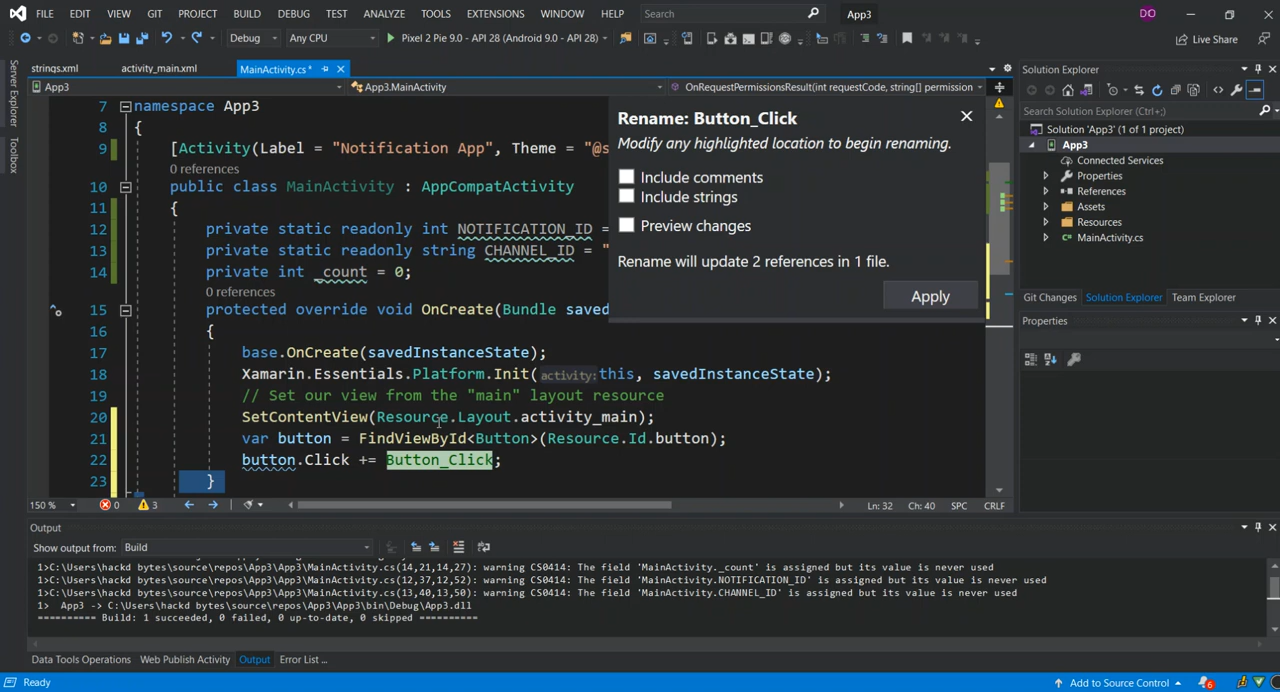 FILE EDIT VIEW GIT PROJECT BUILD DEBUG TEST ANALYZE TOOLS EXTENSIONS WINDOW HELP Search App3 DO
Debug Any CPU Pixel 2 Pie 9.0 - API 28 (Android 9.0 - API 28) Live Share
strings.xml activity_main.xml MainActivity.cs*
App3 App3.MainActivity OnRequestPermissionsResult(int requestCode, string[] permission
Server Explorer
Toolbox
7 namespace App3
8 {
9 [Activity(Label = "Notification App", Theme = "@s
0 references
10 public class MainActivity : AppCompatActivity
11 {
12 private static readonly int NOTIFICATION_ID =
13 private static readonly string CHANNEL_ID = "
14 private int _count = 0;
0 references
15 protected override void OnCreate(Bundle saved
16 {
17 base.OnCreate(savedInstanceState);
18 Xamarin.Essentials.Platform.Init(activity:this, savedInstanceState);
19 // Set our view from the "main" layout resource
20 SetContentView(Resource.Layout.activity_main);
21 var button = FindViewById<Button>(Resource.Id.button);
22 button.Click += Button_Click;
23 }
Rename: Button_Click
Modify any highlighted location to begin renaming.
Include comments
Include strings
Preview changes
Rename will update 2 references in 1 file.
Apply
150 % 0 3 Ln: 32 Ch: 40 SPC CRLF
Solution Explorer
Search Solution Explorer (Ctrl+;)
Solution 'App3' (1 of 1 project)
App3
Connected Services
Properties
References
Assets
Resources
C# MainActivity.cs
Git Changes Solution Explorer Team Explorer
Properties
Output
Show output from: Build
1>C:\Users\hackd bytes\source\repos\App3\App3\MainActivity.cs(14,21,14,27): warning CS0414: The field 'MainActivity._count' is assigned but its value is never used
1>C:\Users\hackd bytes\source\repos\App3\App3\MainActivity.cs(12,37,12,52): warning CS0414: The field 'MainActivity.NOTIFICATION_ID' is assigned but its value is never used
1>C:\Users\hackd bytes\source\repos\App3\App3\MainActivity.cs(13,40,13,50): warning CS0414: The field 'MainActivity.CHANNEL_ID' is assigned but its value is never used
1> App3 -> C:\Users\hackd bytes\source\repos\App3\App3\bin\Debug\App3.dll
========== Build: 1 succeeded, 0 failed, 0 up-to-date, 0 skipped ==========
Data Tools Operations Web Publish Activity Output Error List ...
Ready Add to Source Control 6